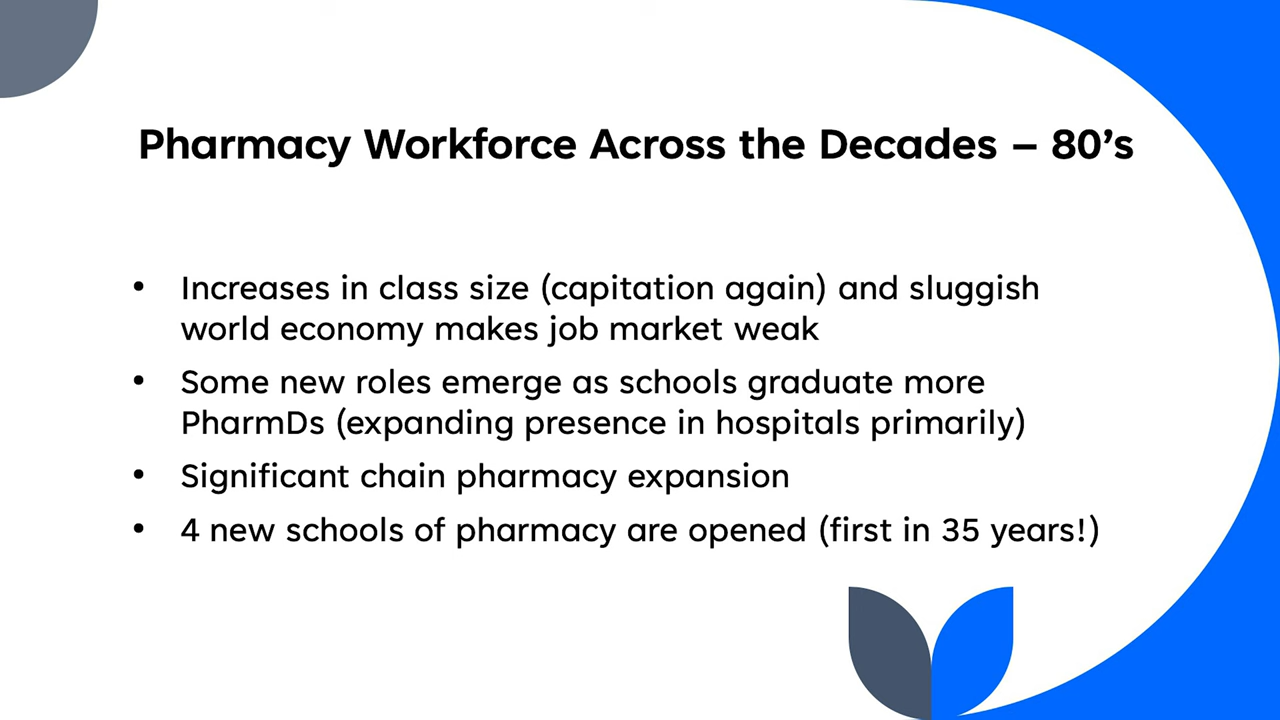 Pharmacy Workforce Across the Decades – 80’s
• Increases in class size (capitation again) and sluggish
world economy makes job market weak
• Some new roles emerge as schools graduate more
PharmDs (expanding presence in hospitals primarily)
• Significant chain pharmacy expansion
• 4 new schools of pharmacy are opened (first in 35 years!)